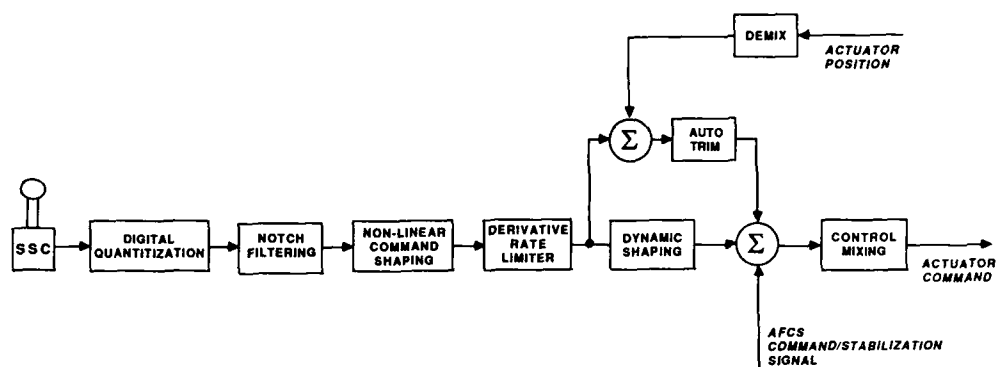 DEMIX
ACTUATOR
POSITION
Σ
AUTO
TRIM
SSC
DIGITAL
QUANTITIZATION
NOTCH
FILTERING
NON-LINEAR
COMMAND
SHAPING
DERIVATIVE
RATE
LIMITER
DYNAMIC
SHAPING
Σ
CONTROL
MIXING
ACTUATOR
COMMAND
AFCS
COMMAND/STABILIZATION
SIGNAL